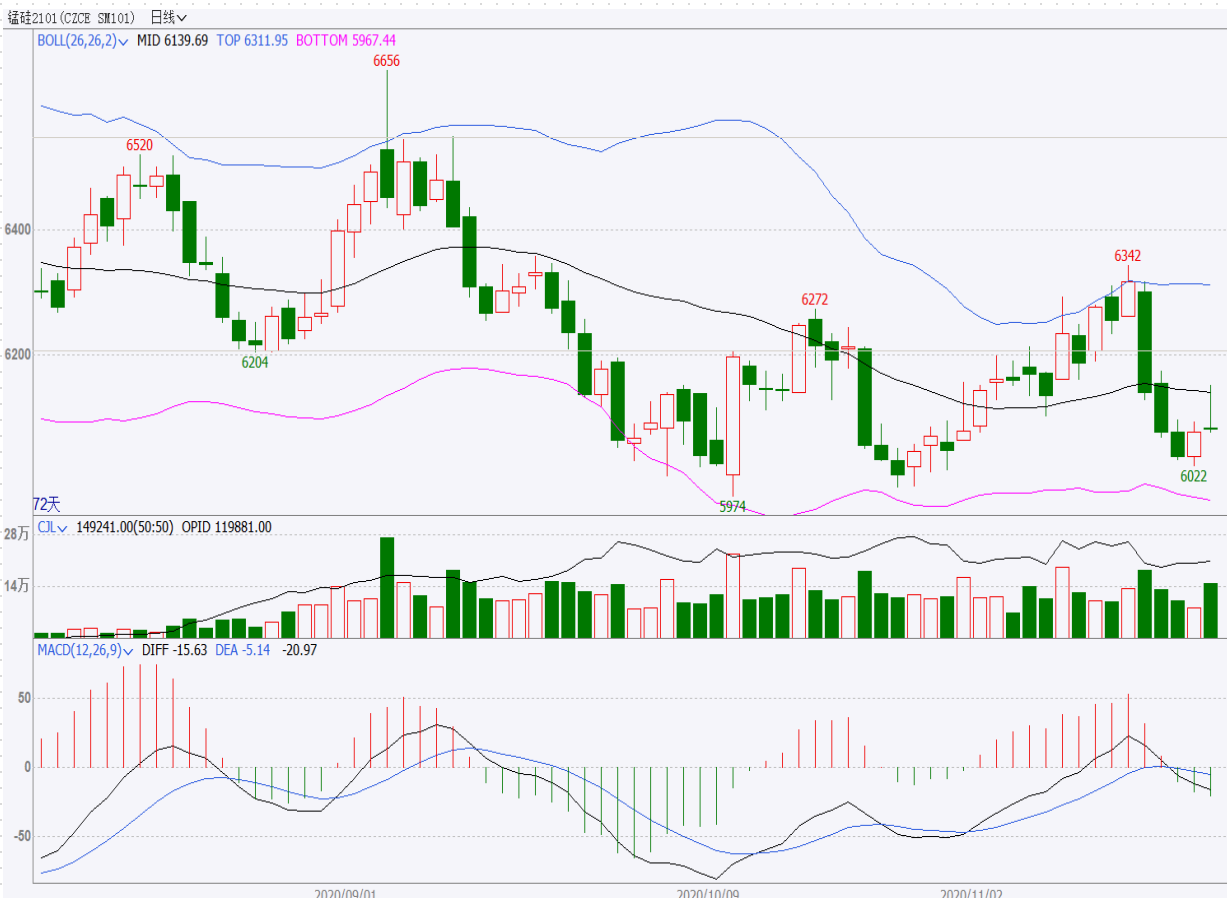 锰硅2101(CZCE SM101) 日线
BOLL(26,26,2) MID 6139.69 TOP 6311.95 BOTTOM 5967.44
6656
6520
6400
6342
6272
6200
6204
6022
5974
72天
28万
CJL 149241.00(50:50) OPID 119881.00
14万
MACD(12,26,9) DIFF -15.63 DEA -5.14 -20.97
50
0
-50
2020/09/01 2020/10/09 2020/11/02